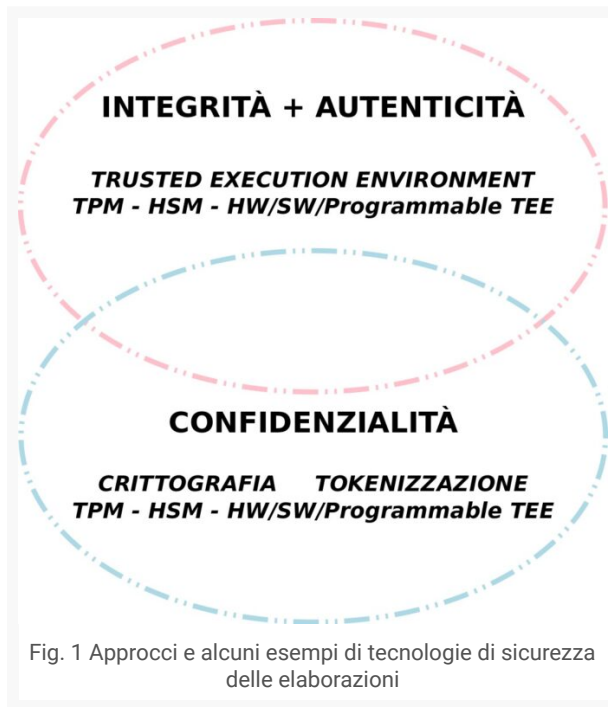 INTEGRITÀ + AUTENTICITÀ
TRUSTED EXECUTION ENVIRONMENT
TPM - HSM - HW/SW/Programmable TEE
CONFIDENZIALITÀ
CRITTOGRAFIA TOKENIZZAZIONE
TPM - HSM - HW/SW/Programmable TEE
Fig. 1 Approcci e alcuni esempi di tecnologie di sicurezza
delle elaborazioni